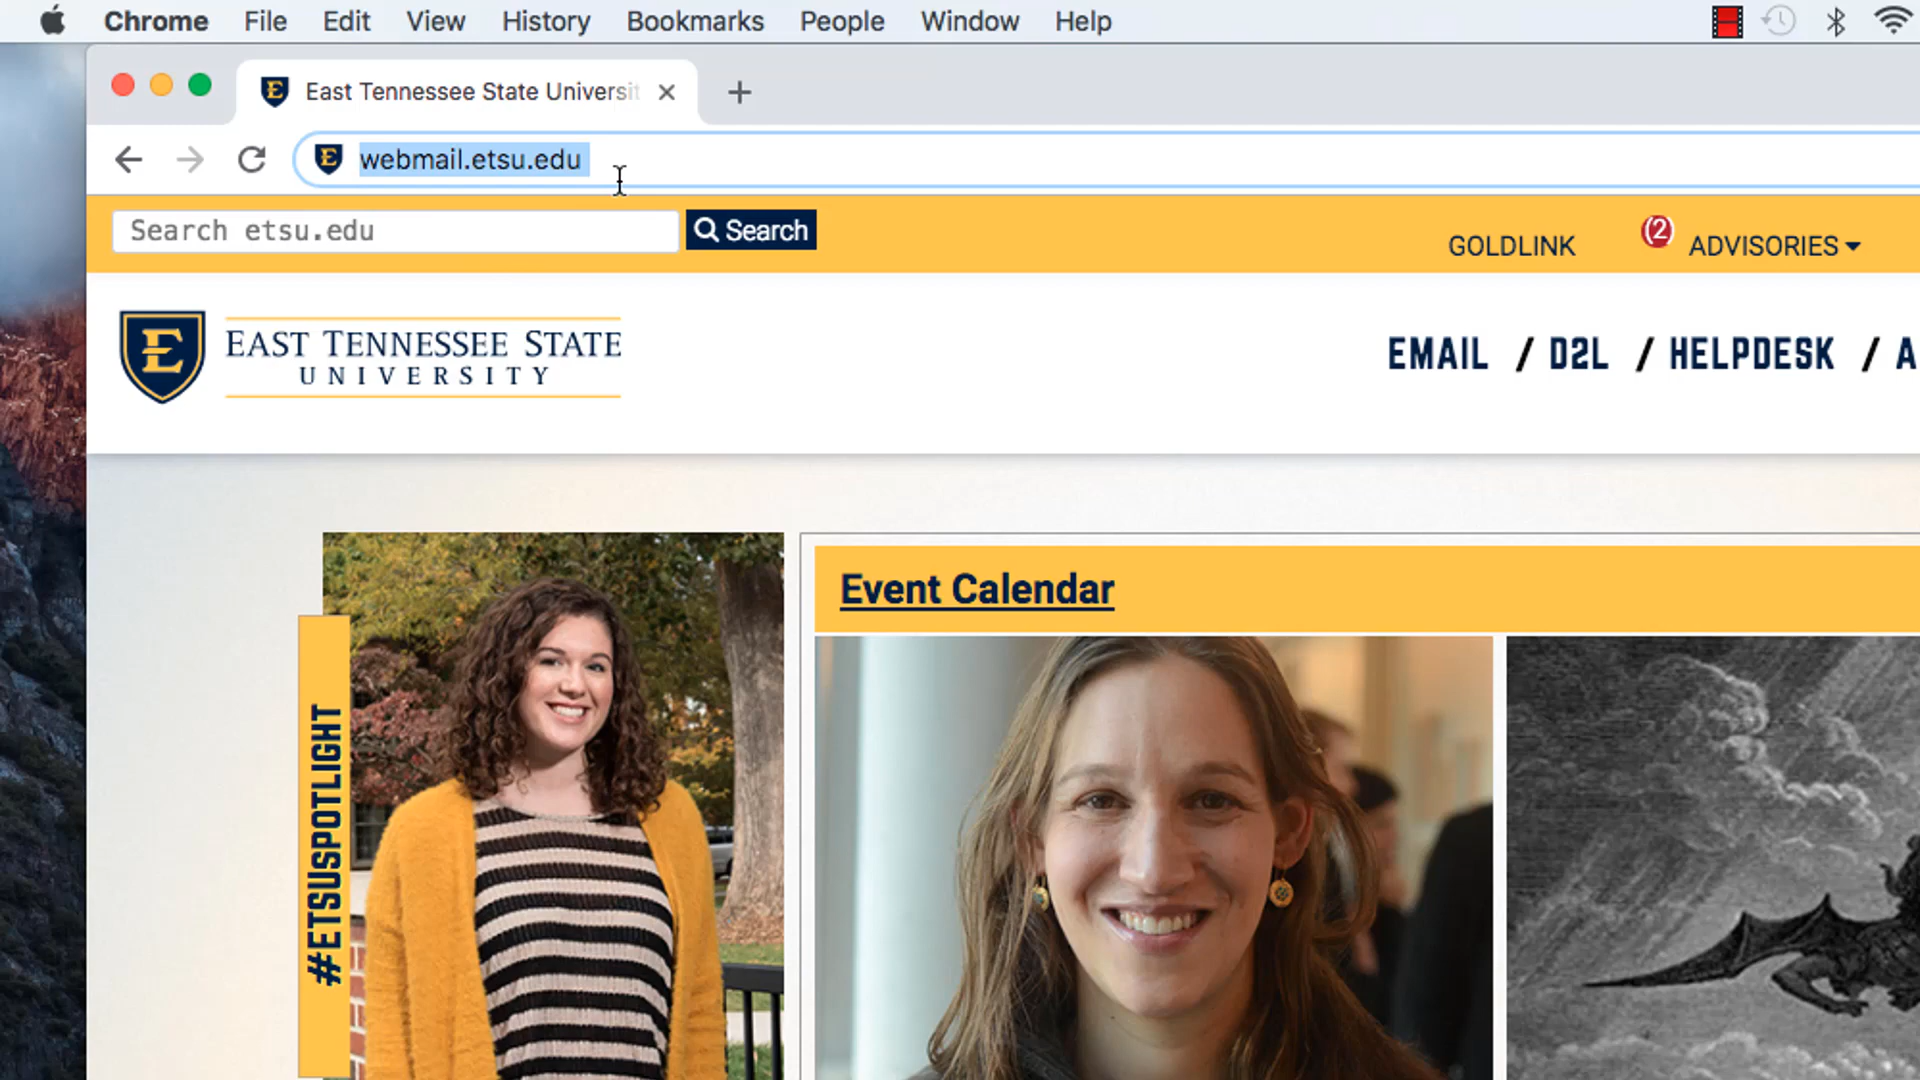 Chrome File Edit View History Bookmarks People Window Help
East Tennessee State Universit
webmail.etsu.edu
Search etsu.edu
Search
GOLDLINK
(2
ADVISORIES
E
EAST TENNESSEE STATE
UNIVERSITY
EMAIL / D2L / HELPDESK / A
Event Calendar
#ETSUSPOTLIGHT